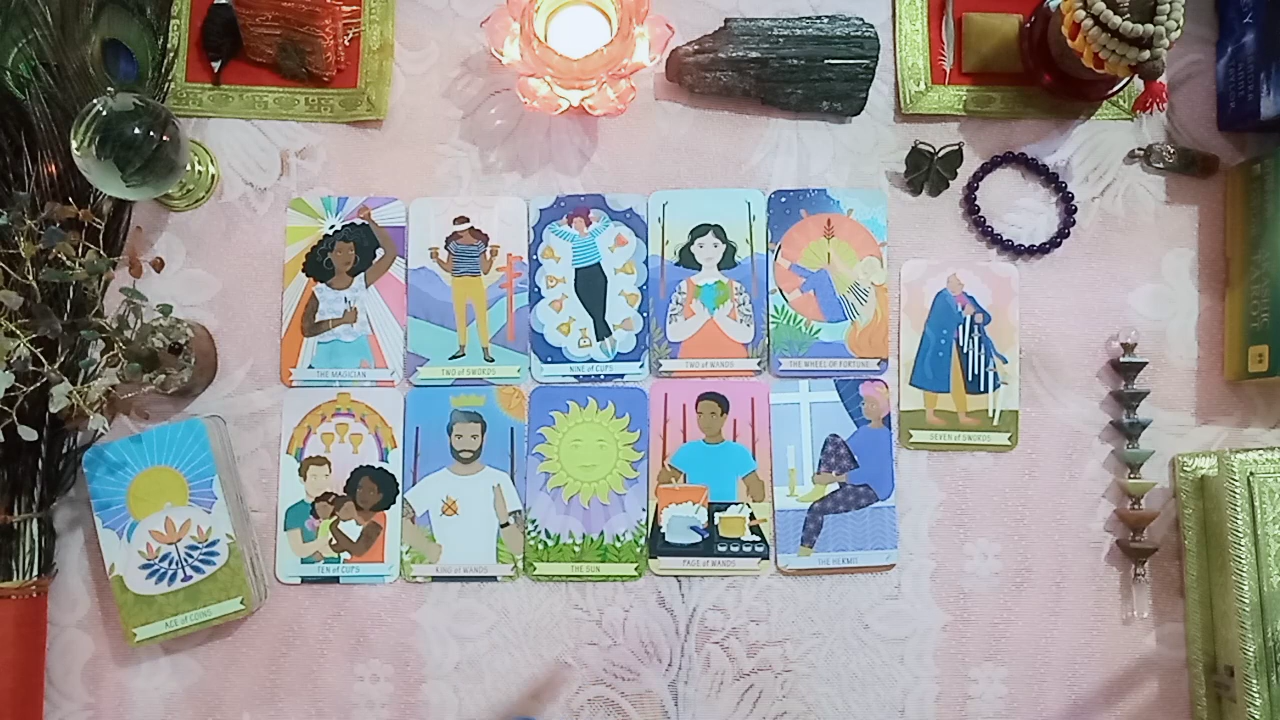 THE MAGICIAN
TWO of SWORDS
NINE of CUPS
TWO of WANDS
THE WHEEL OF FORTUNE
SEVEN of SWORDS
TEN of CUPS
KING of WANDS
THE SUN
PAGE of WANDS
THE HERMIT
ACE of COINS